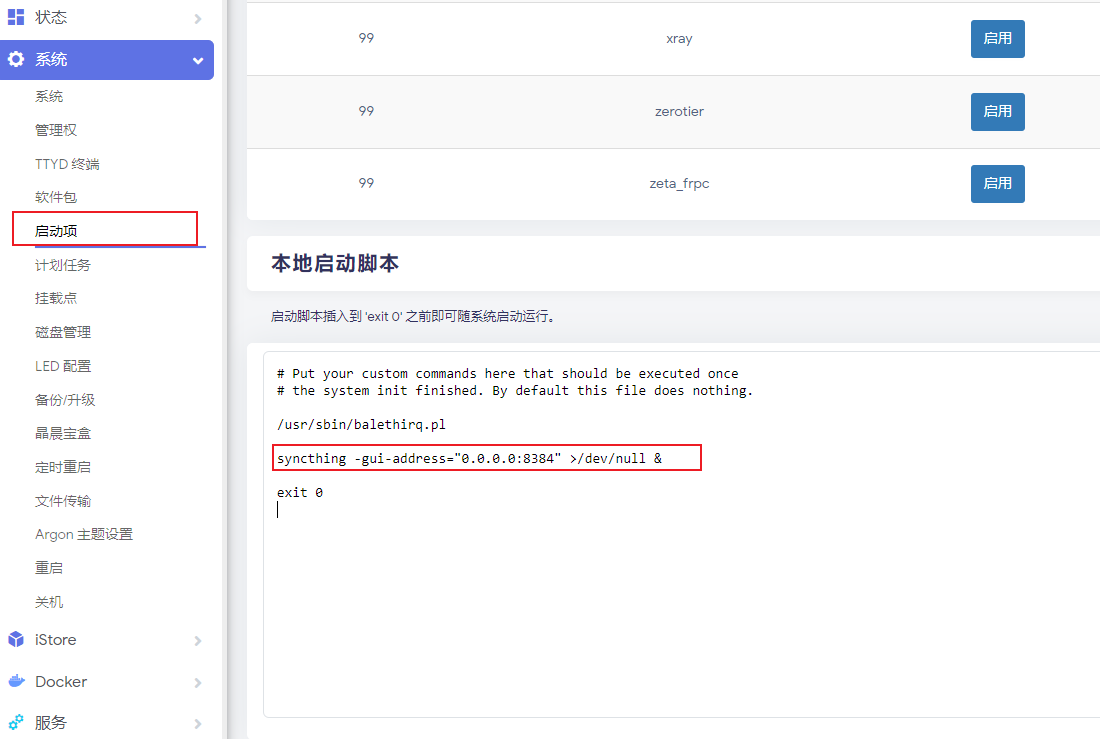 状态
系统
系统
管理权
TTYD 终端
软件包
启动项
计划任务
挂载点
磁盘管理
LED 配置
备份/升级
晶晨宝盒
定时重启
文件传输
Argon 主题设置
重启
关机
iStore
Docker
服务
99 xray 启用
99 zerotier 启用
99 zeta_frpc 启用
本地启动脚本
启动脚本插入到 'exit 0' 之前即可随系统启动运行。
# Put your custom commands here that should be executed once
# the system init finished. By default this file does nothing.
/usr/sbin/balethirq.pl
syncthing -gui-address="0.0.0.0:8384" >/dev/null &
exit 0